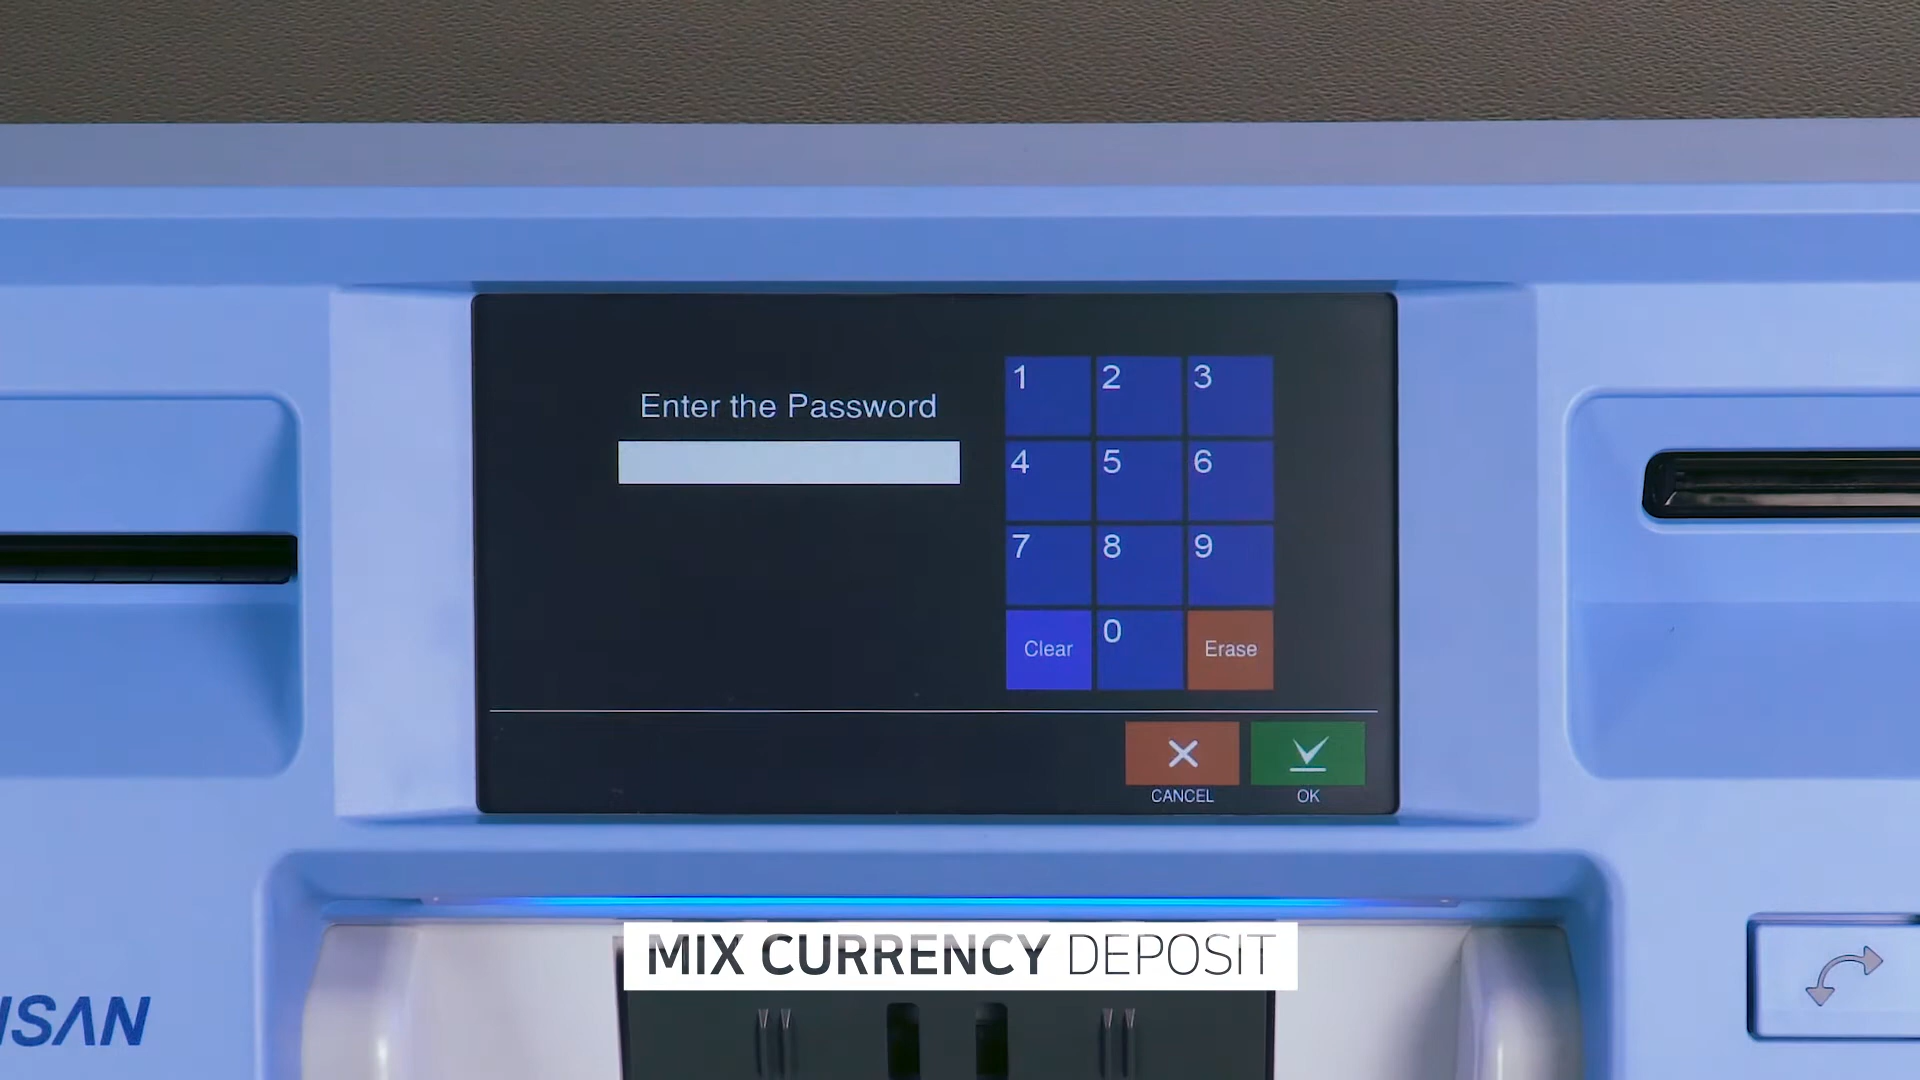 Enter the Password
1 2 3
4 5 6
7 8 9
Clear 0 Erase
CANCEL OK
MIX CURRENCY DEPOSIT